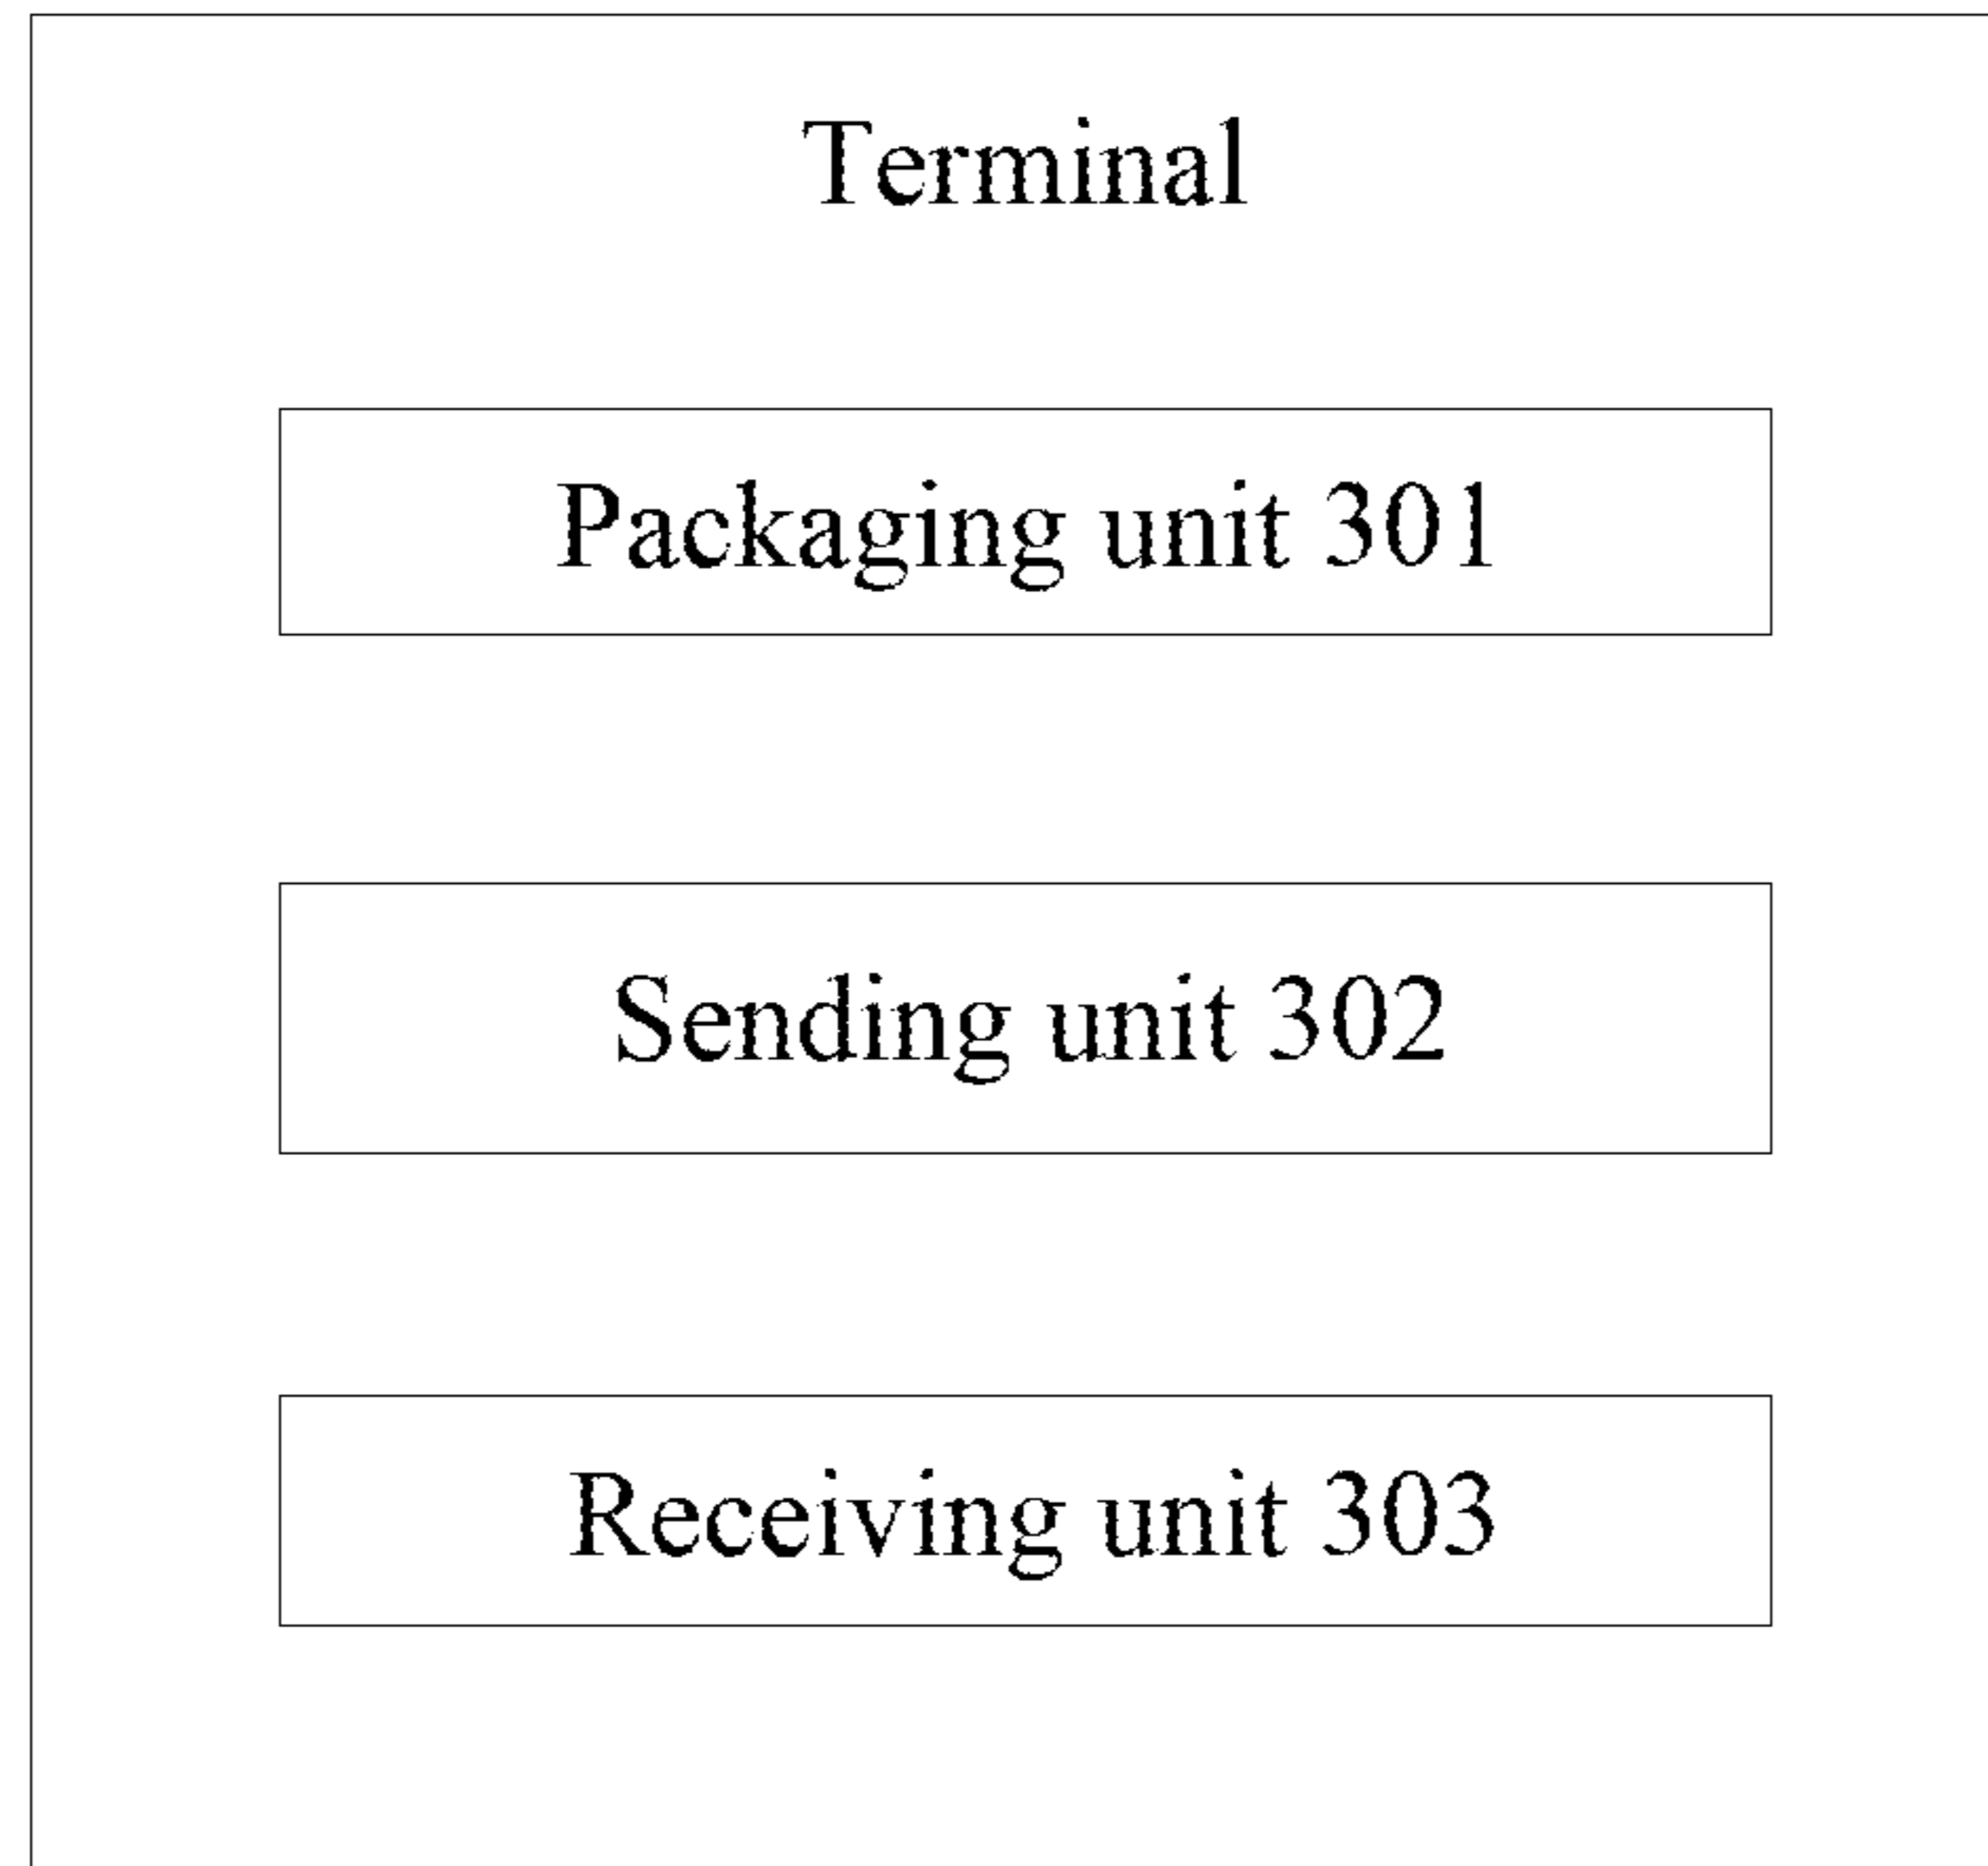 Terminal
Packaging unit 301
Sending unit 302
Receiving unit 303